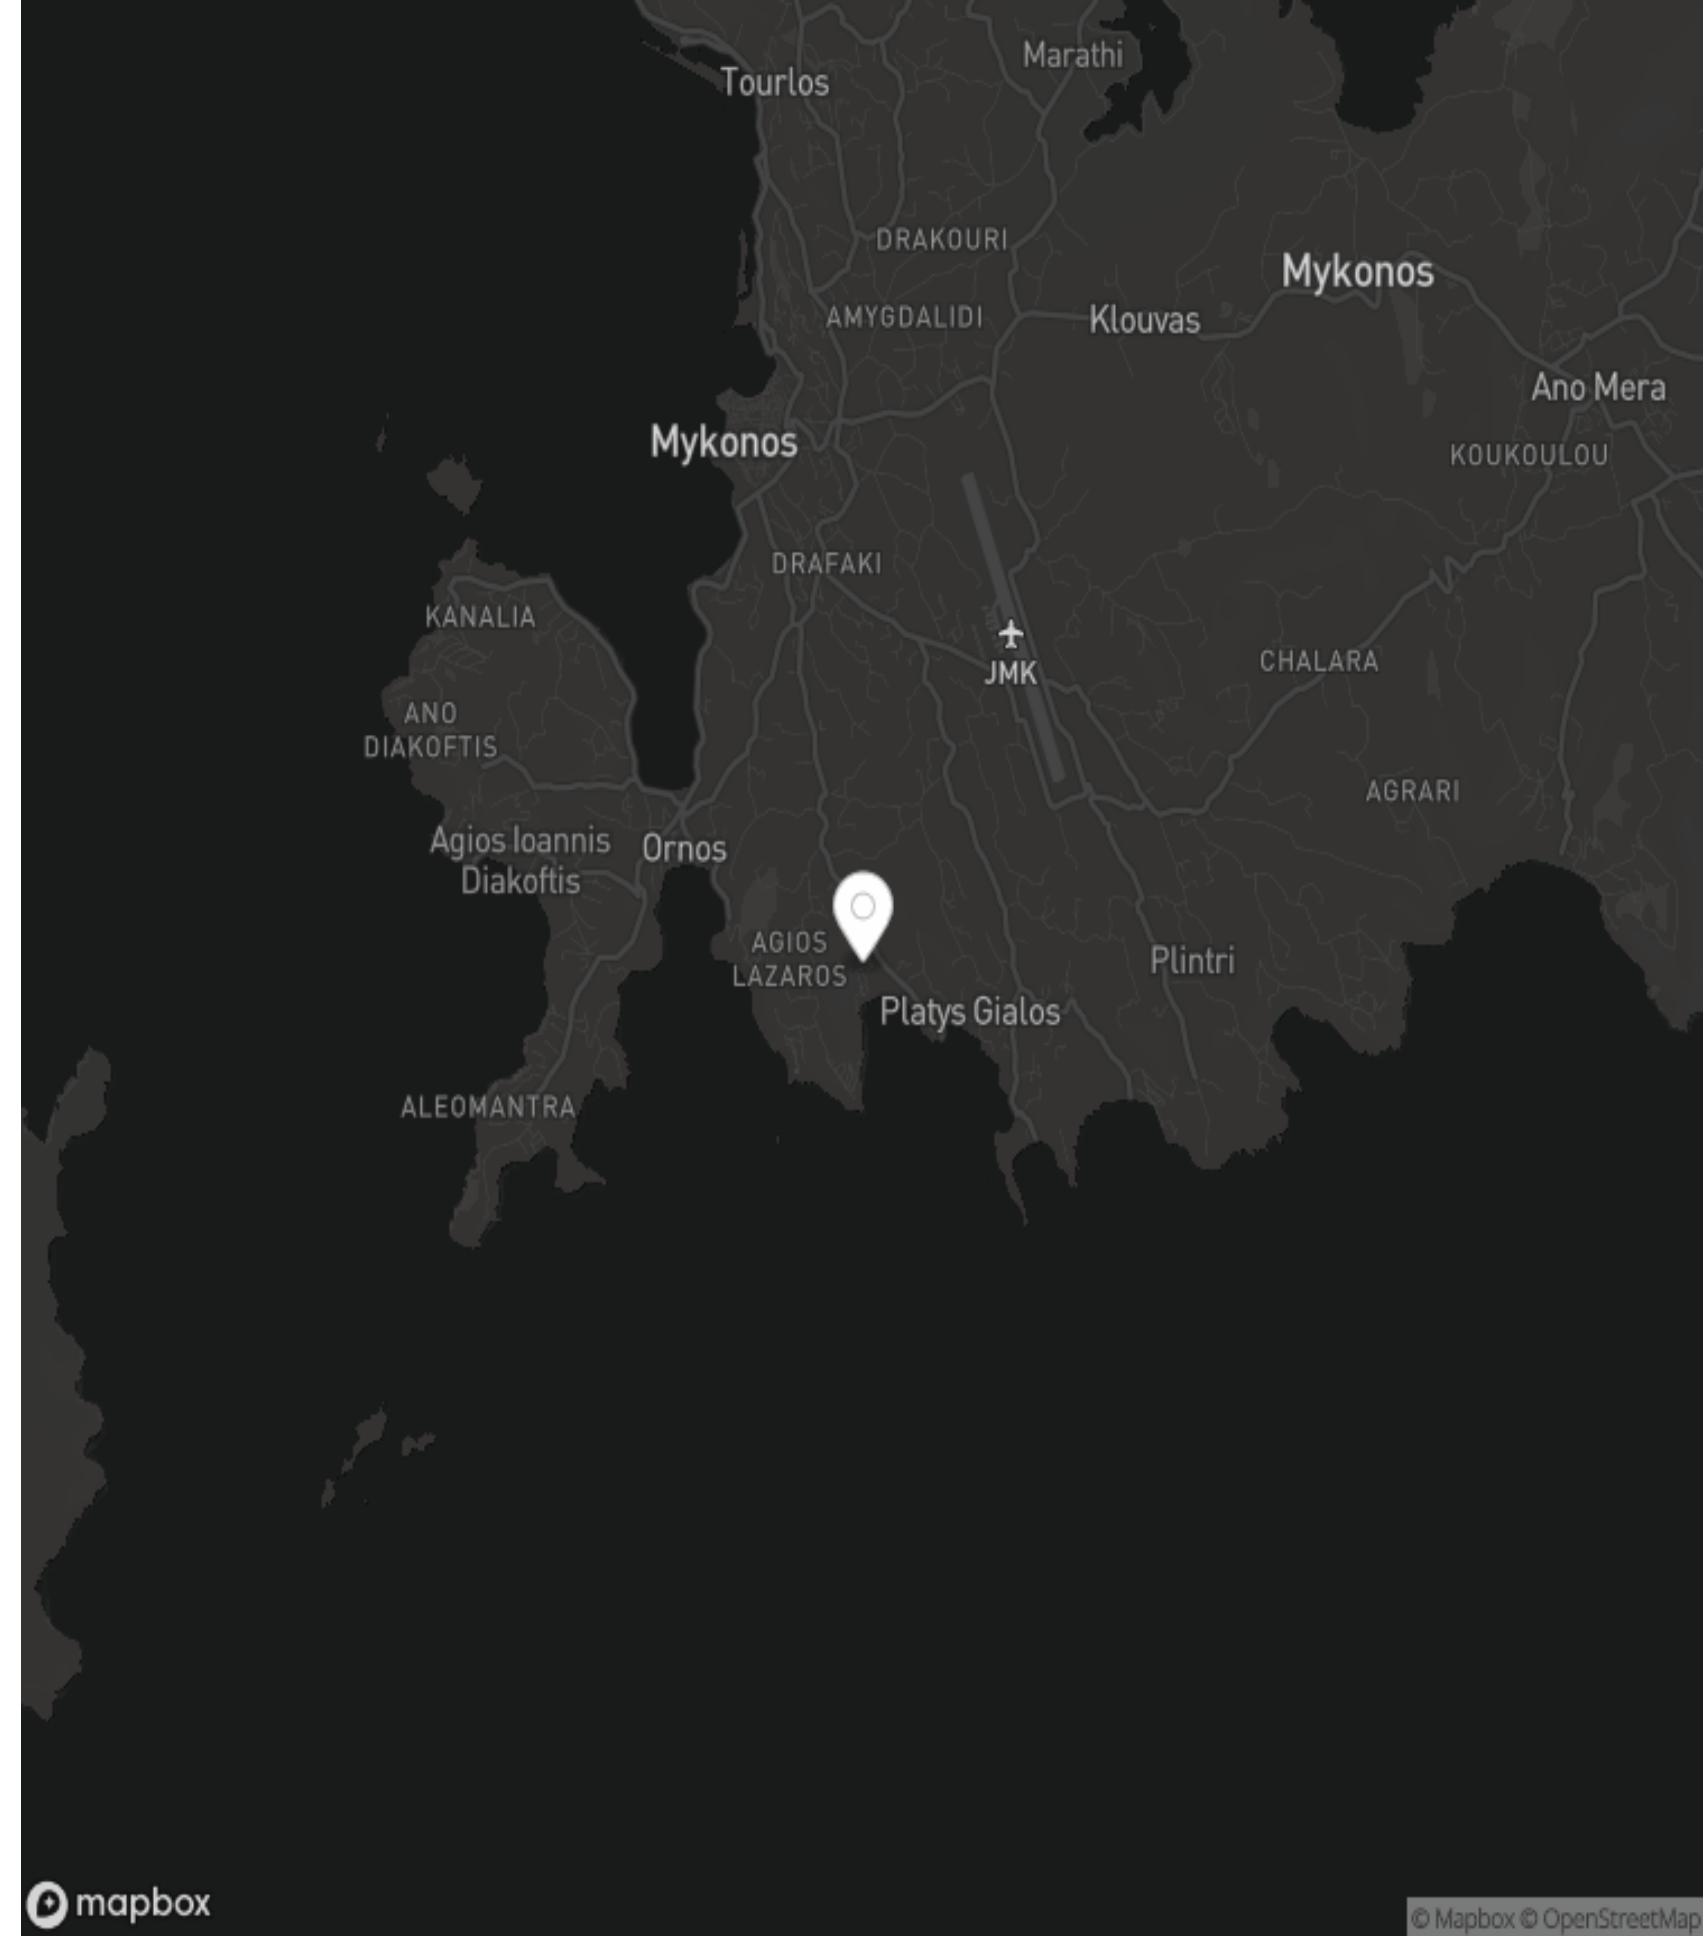 Marathi
Tourlos
DRAKOURI
Mykonos
AMYGDALIDI
Klouvas
Ano Mera
Mykonos
KOUKOULOU
DRAFAKI
KANALIA
CHALARA
JMK
ANO
DIAKOFTIS
AGRARI
Agios Ioannis
Diakoftis
Ornos
AGIOS
LAZAROS
Plintri
Platys Gialos
ALEOMANTRA
mapbox
© Mapbox © OpenStreetMap